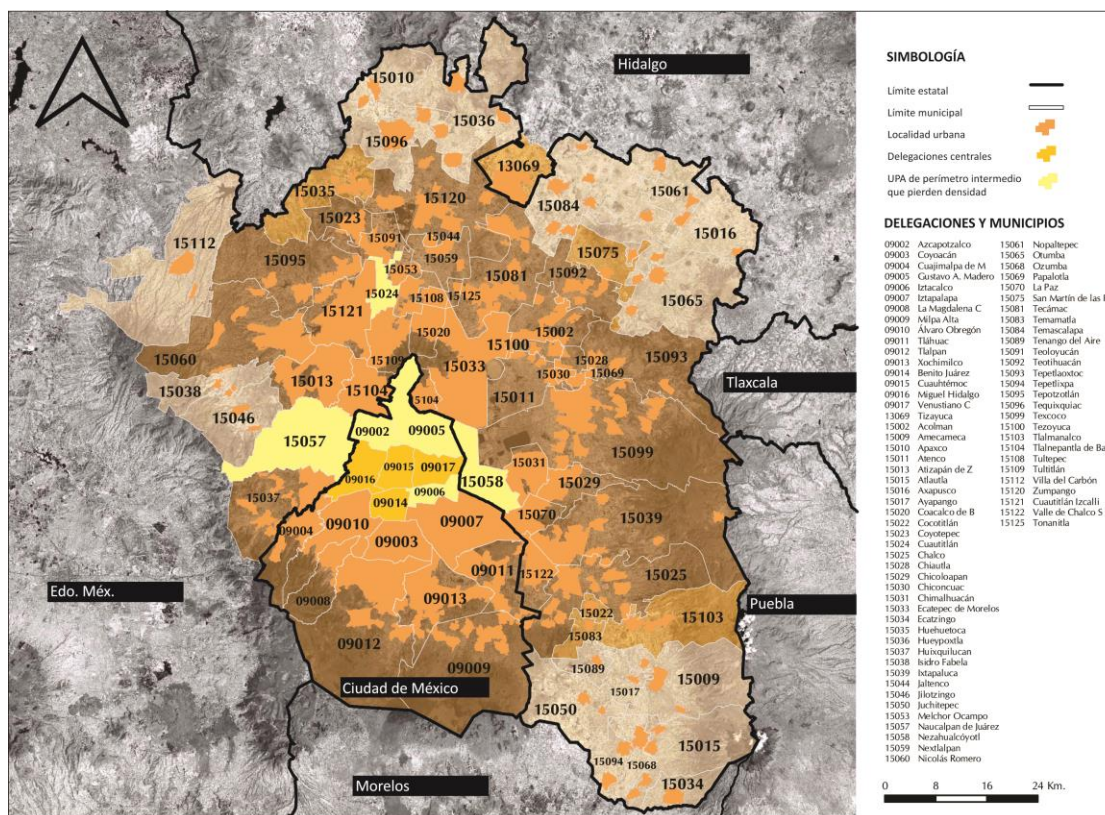 Hidalgo
15010
15036
15096
13069
15035
15120
15061
15084
15023
15016
15112
15091
15044
15075
15095
15053
15059
15081
15092
15024
15108
15125
15065
15121
15020
15002
15060
15109
15033
15100
15028
15093
15038
15013
15104
15030
15069
Tlaxcala
5104
15011
15046
09002
09005
15057
15099
09015
09017
15031
09016
15058
15029
15037
09006
09014
15070
09010
09007
15039
09004
09003
09011
15122
15025
Edo. Méx.
09008
09013
15022
15103
Puebla
09012
15083
09009
15089
15009
Ciudad de México
15017
15050
15015
15094
15068
15034
Morelos
SIMBOLOGÍA
Límite estatal
Límite municipal
Localidad urbana
Delegaciones centrales
UPA de perímetro intermedio
que pierden densidad
DELEGACIONES Y MUNICIPIOS
09002 Azcapotzalco
09003 Coyoacán
09004 Cuajimalpa de M
09005 Gustavo A. Madero
09006 Iztacalco
09007 Iztapalapa
09008 La Magdalena C
09009 Milpa Alta
09010 Álvaro Obregón
09011 Tláhuac
09012 Tlalpan
09013 Xochimilco
09014 Benito Juárez
09015 Cuauhtémoc
09016 Miguel Hidalgo
09017 Venustiano C
13069 Tizayuca
15002 Acolman
15009 Amecameca
15010 Apaxco
15011 Atenco
15013 Atizapán de Z
15015 Atlautla
15016 Axapusco
15017 Ayapango
15020 Coacalco de B
15022 Cocotitlán
15023 Coyotepec
15024 Cuautitlán
15025 Chalco
15028 Chiautla
15029 Chicoloapan
15030 Chiconcuac
15031 Chimalhuacán
15033 Ecatepec de Morelos
15034 Ecatzingo
15035 Huehuetoca
15036 Hueypoxtla
15037 Huixquilucan
15038 Isidro Fabela
15039 Ixtapaluca
15044 Jaltenco
15046 Jilotzingo
15050 Juchitepec
15053 Melchor Ocampo
15057 Naucalpan de Juárez
15058 Nezahualcóyotl
15059 Nextlalpan
15060 Nicolás Romero
15061 Nopaltepec
15065 Otumba
15068 Ozumba
15069 Papalotla
15070 La Paz
15075 San Martín de las
15081 Tecámac
15083 Temamatla
15084 Temascalapa
15089 Tenango del Aire
15091 Teoloyucán
15092 Teotihuacán
15093 Tepetlaoxtoc
15094 Tepetlixpa
15095 Tepotzotlán
15096 Tequixquiac
15099 Texcoco
15100 Tezoyuca
15103 Tlalmanalco
15104 Tlalnepantla de Ba
15108 Tultepec
15109 Tultitlán
15112 Villa del Carbón
15120 Zumpango
15121 Cuautitlán Izcalli
15122 Valle de Chalco S
15125 Tonanitla
0 8 16 24 Km.